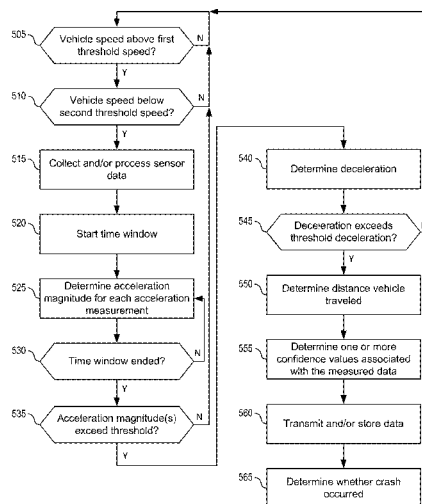 505
Vehicle speed above first
threshold speed?
N
Y
510
Vehicle speed below
second threshold speed?
N
Y
515
Collect and/or process sensor
data
520
Start time window
525
Determine acceleration
magnitude for each acceleration
measurement
530
Time window ended?
N
Y
535
Acceleration magnitude(s)
exceed threshold?
N
Y
540
Determine deceleration
545
Deceleration exceeds
threshold deceleration?
Y
550
Determine distance vehicle
traveled
555
Determine one or more
confidence values associated
with the measured data
560
Transmit and/or store data
565
Determine whether crash
occurred